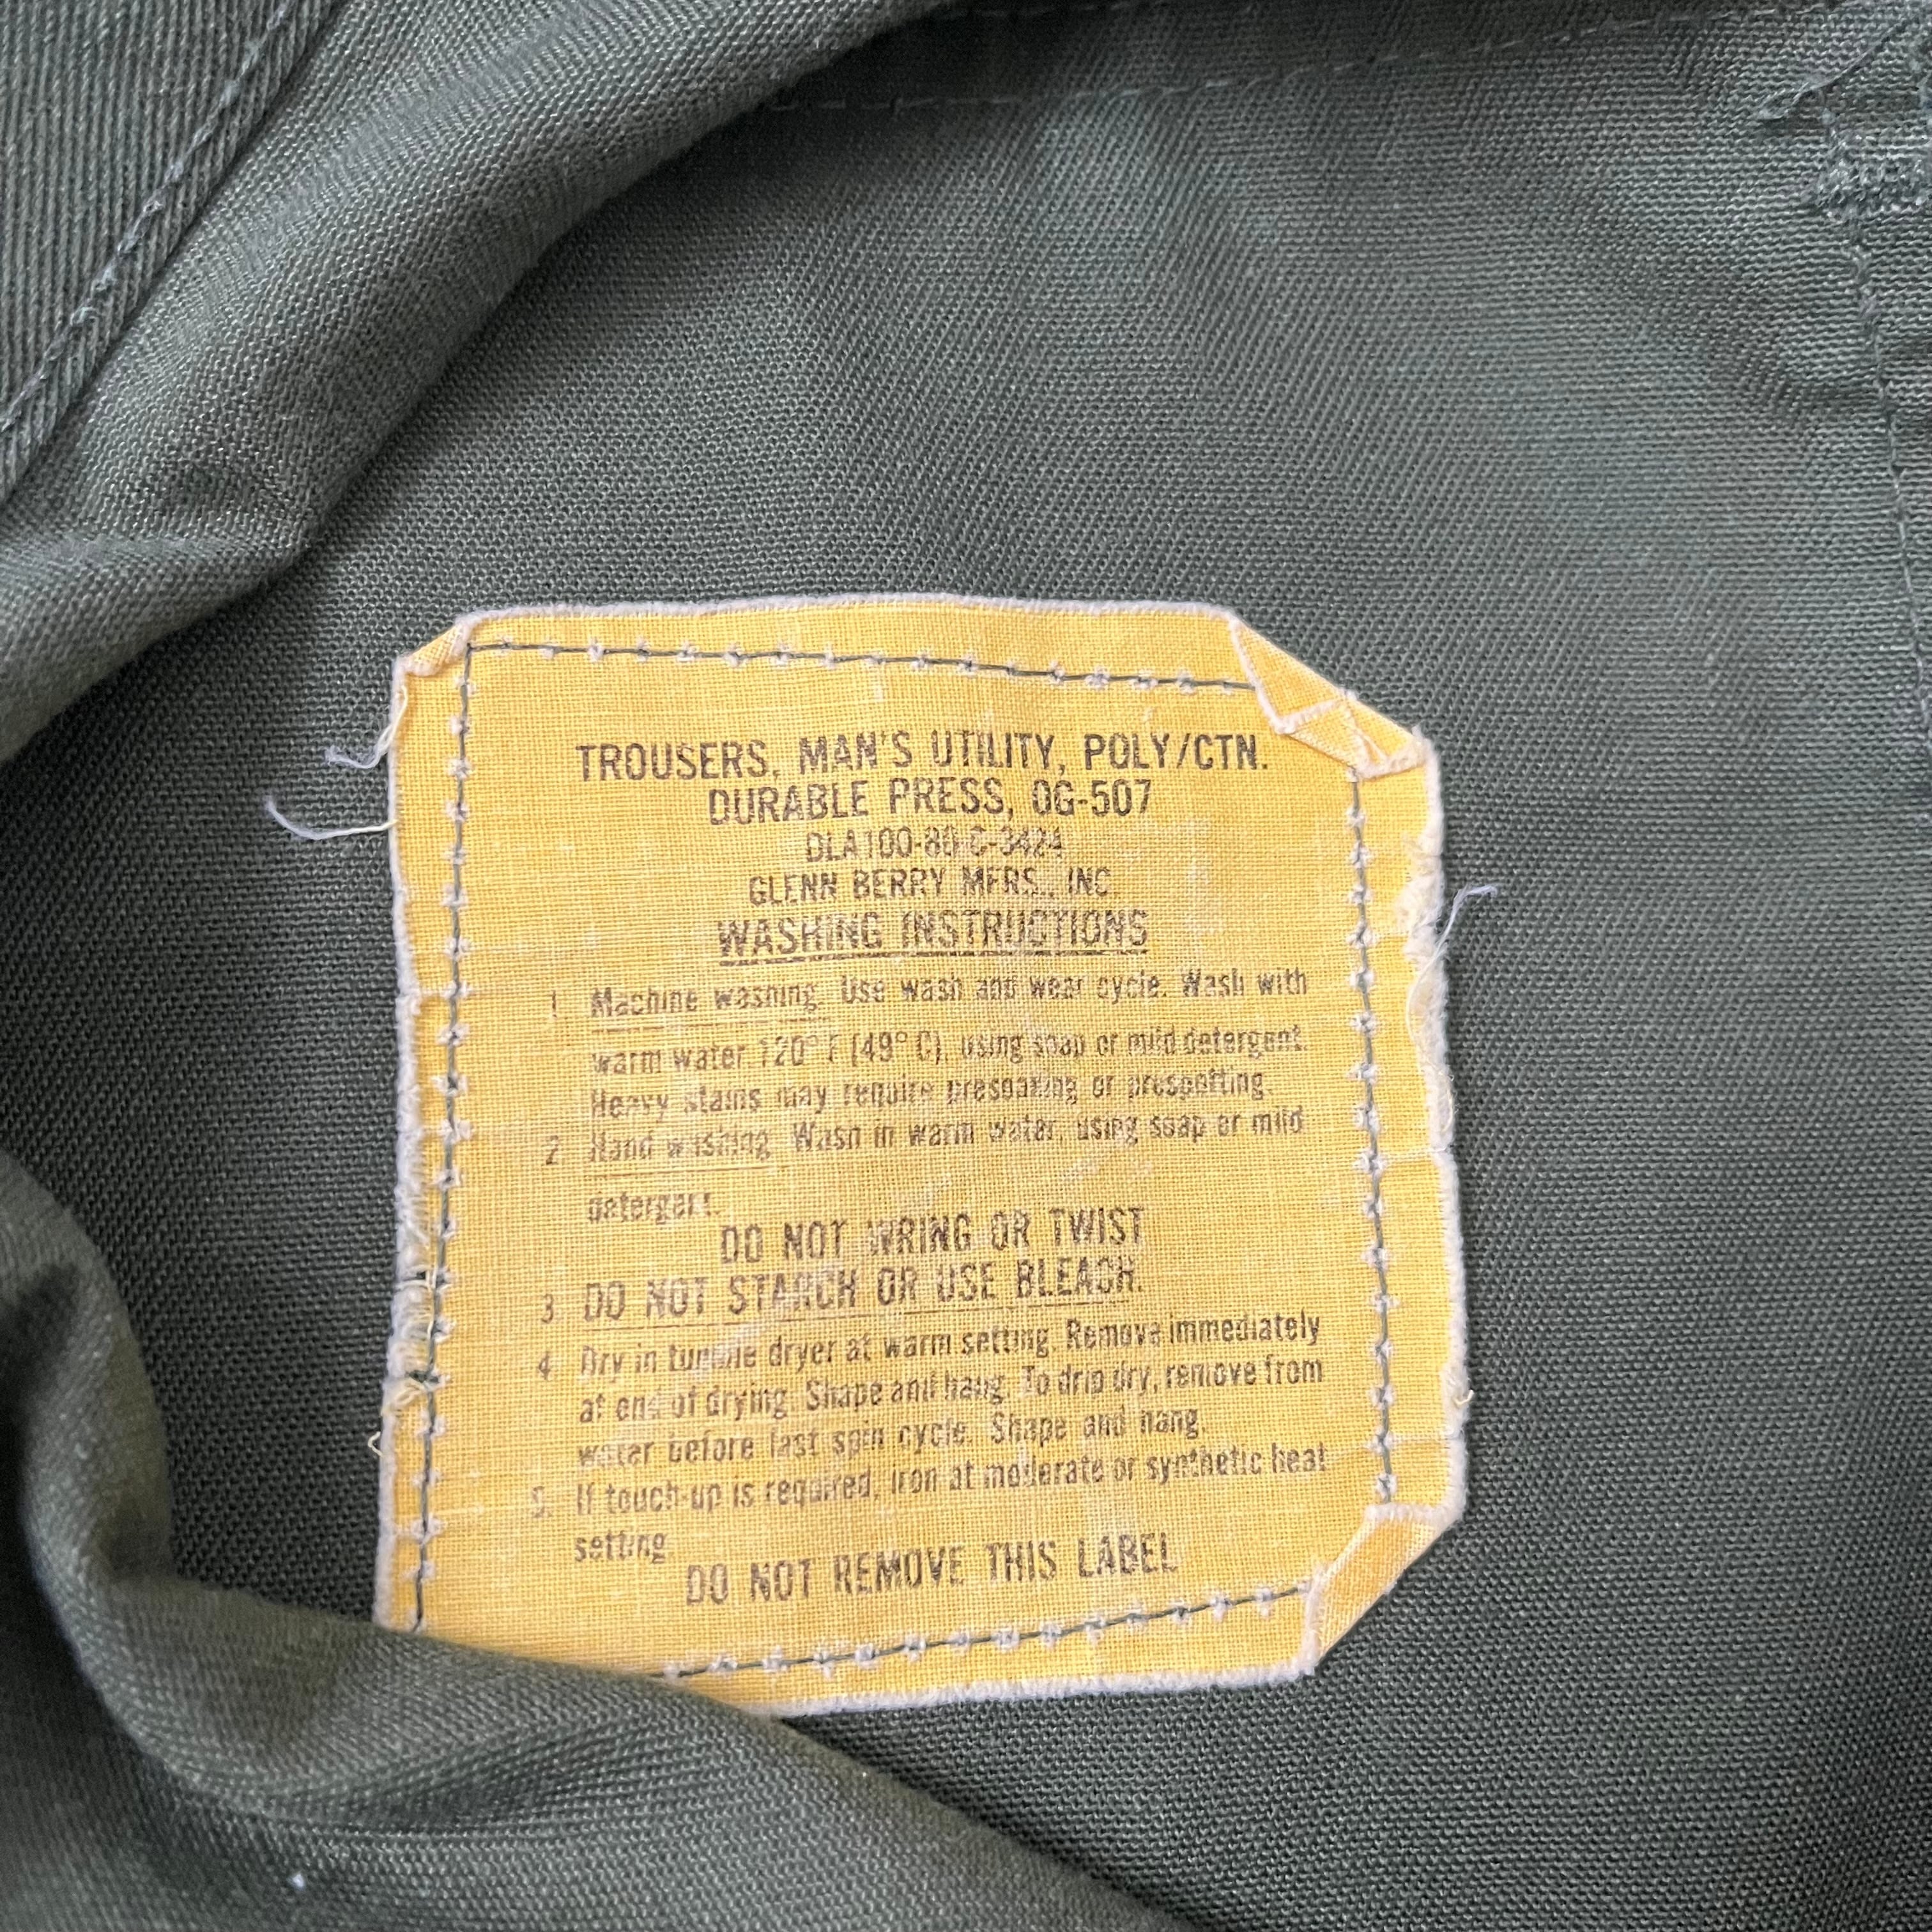 TROUSERS, MAN'S UTILITY, POLY/CTN.
DURABLE PRESS, OG-507
DLA100-80-C-3424
GLENN BERRY MFRS., INC.
WASHING INSTRUCTIONS
1. Machine washing. Use wash and wear cycle. Wash with
warm water 120° F (49° C), using soap or mild detergent.
Heavy stains may require presoaking or prespotting.
2. Hand washing. Wash in warm water, using soap or mild
detergent.
DO NOT WRING OR TWIST
3. DO NOT STARCH OR USE BLEACH.
4. Dry in tumble dryer at warm setting. Remove immediately
at end of drying. Shape and hang. To drip dry, remove from
water before last spin cycle. Shape and hang.
5. If touch-up is required, iron at moderate or synthetic heat
setting.
DO NOT REMOVE THIS LABEL